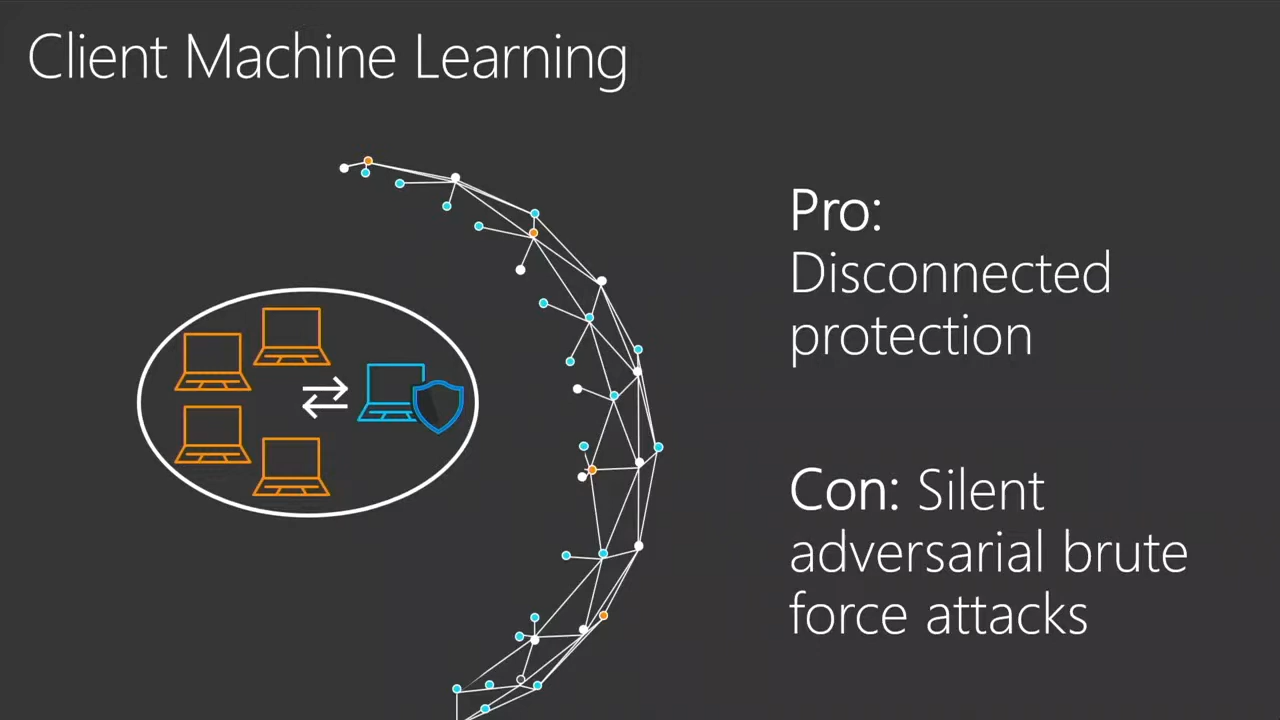 Client Machine Learning
Pro:
Disconnected
protection
Con: Silent
adversarial brute
force attacks